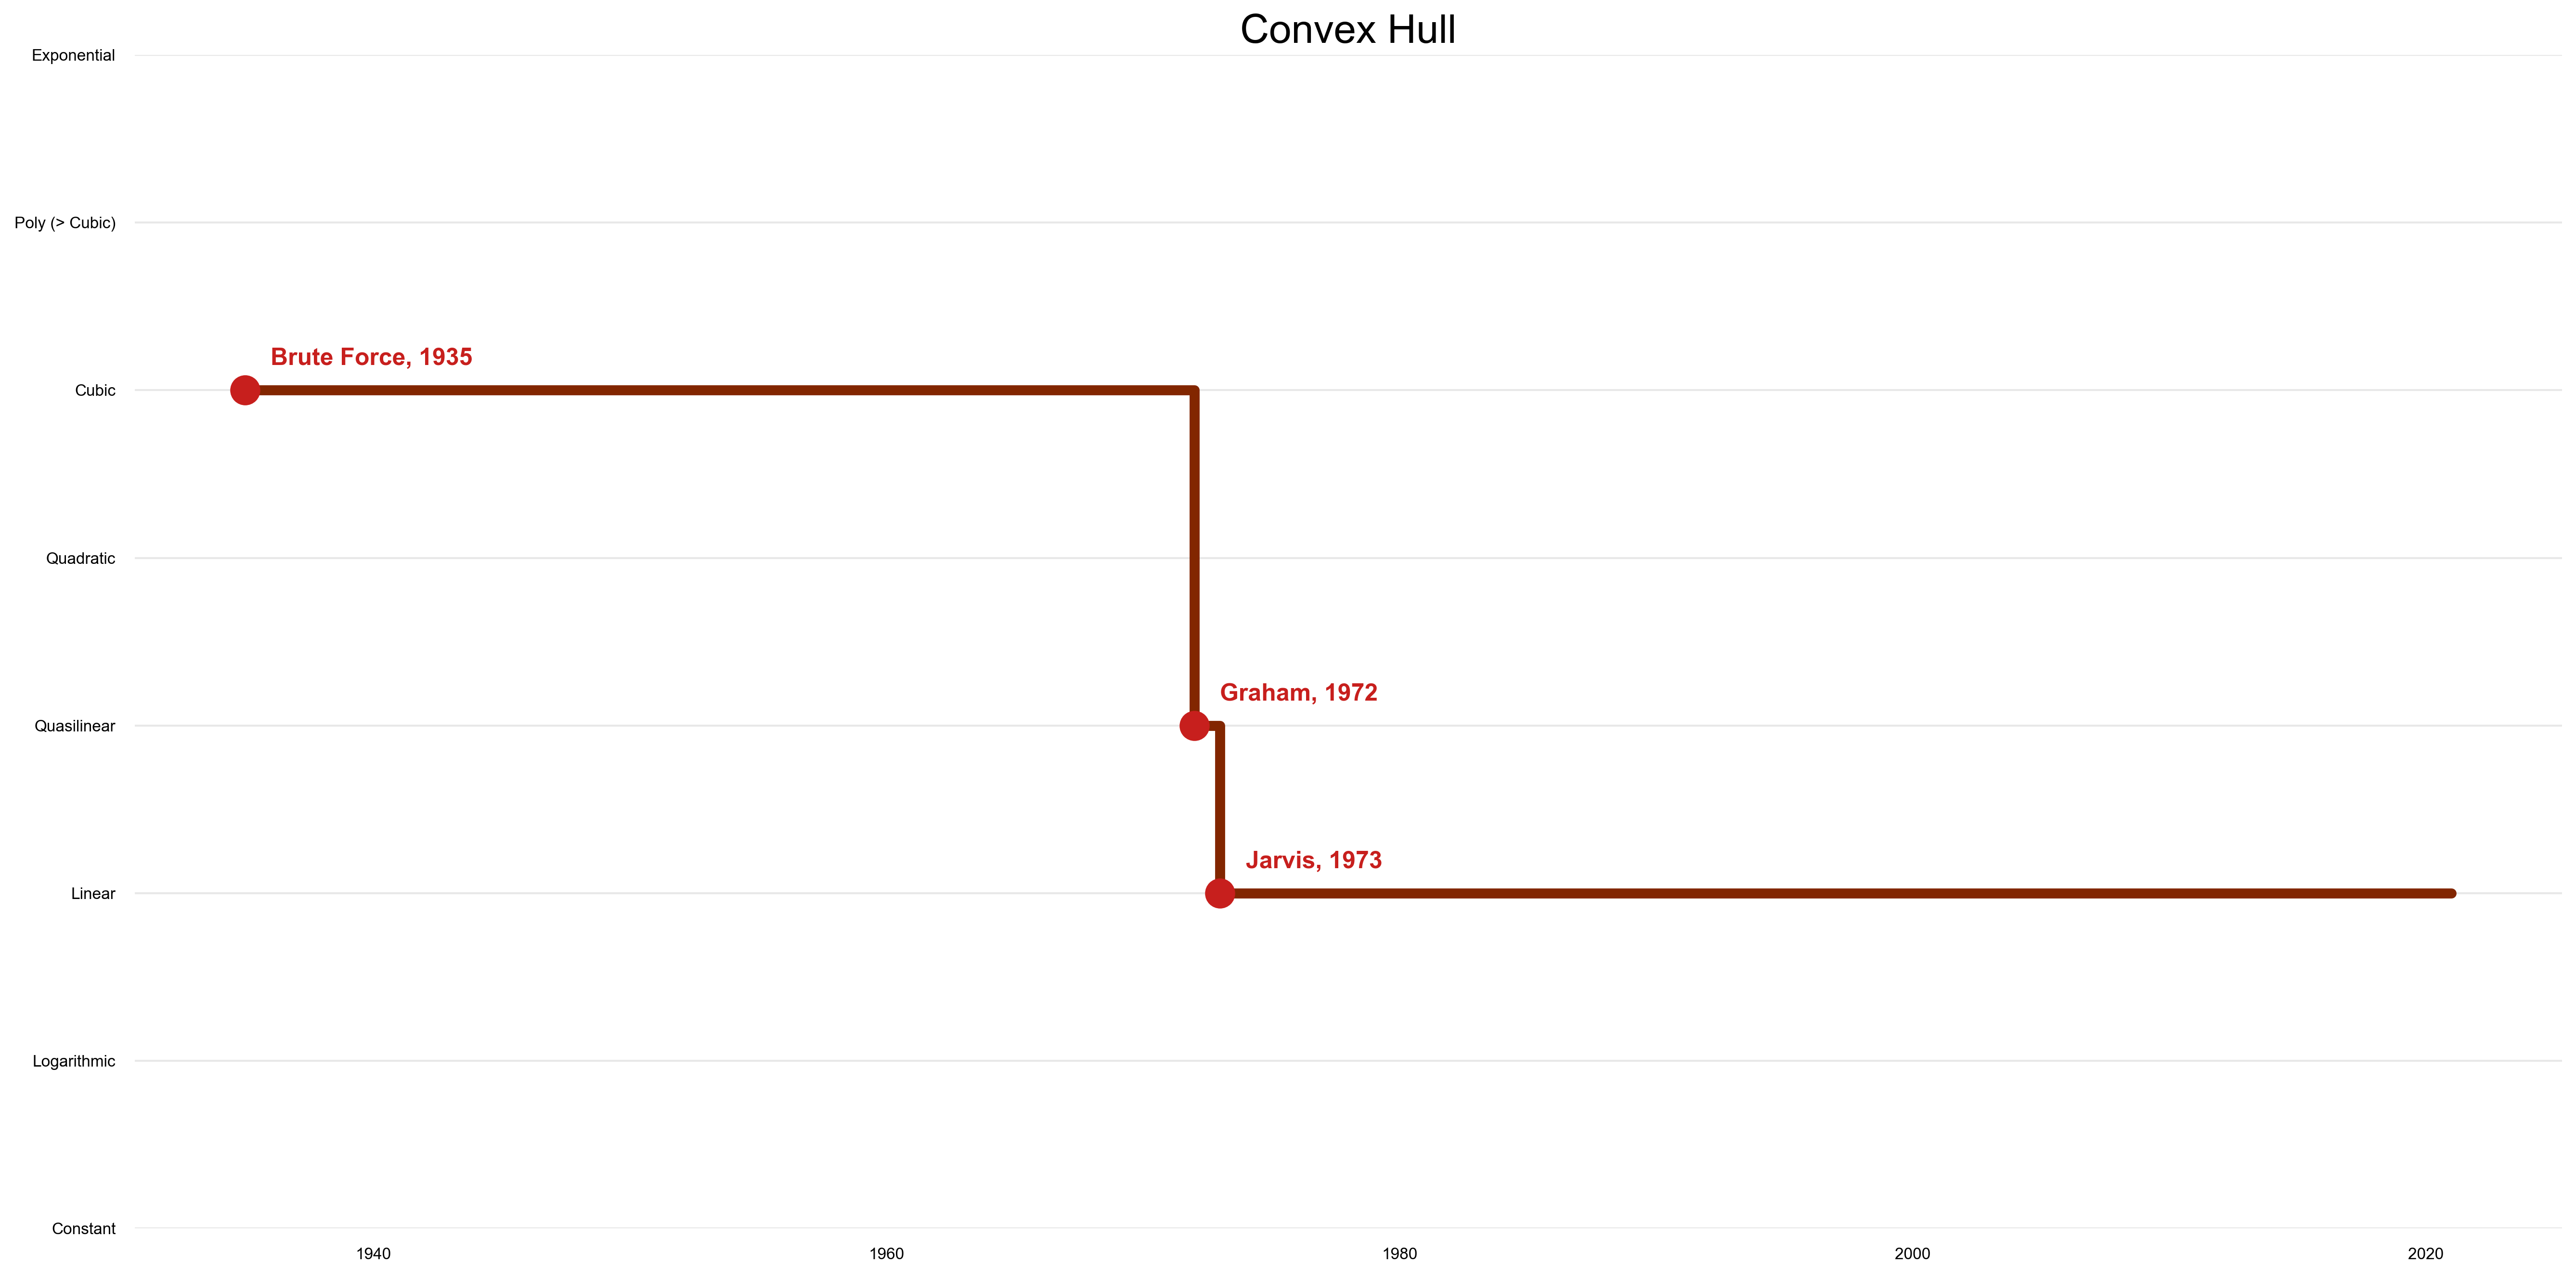 Convex Hull
Exponential
Poly (> Cubic)
Brute Force, 1935
Cubic
Quadratic
Graham, 1972
Quasilinear
Jarvis, 1973
Linear
Logarithmic
Constant
1940 1960 1980 2000 2020